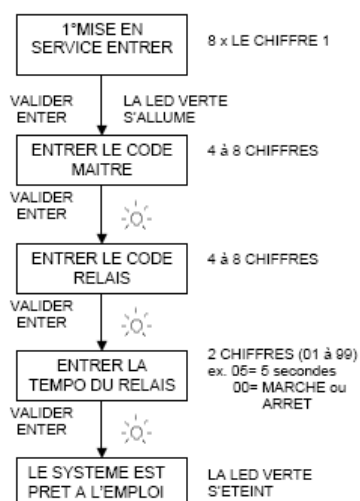 1°MISE EN
SERVICE ENTRER
8 x LE CHIFFRE 1
VALIDER
ENTER
LA LED VERTE
S'ALLUME
ENTRER LE CODE
MAITRE
4 à 8 CHIFFRES
VALIDER
ENTER
ENTRER LE CODE
RELAIS
4 à 8 CHIFFRES
VALIDER
ENTER
ENTRER LA
TEMPO DU RELAIS
2 CHIFFRES (01 à 99)
ex. 05= 5 secondes
00= MARCHE ou
ARRET
VALIDER
ENTER
LE SYSTEME EST
PRET A L'EMPLOI
LA LED VERTE
S'ETEINT